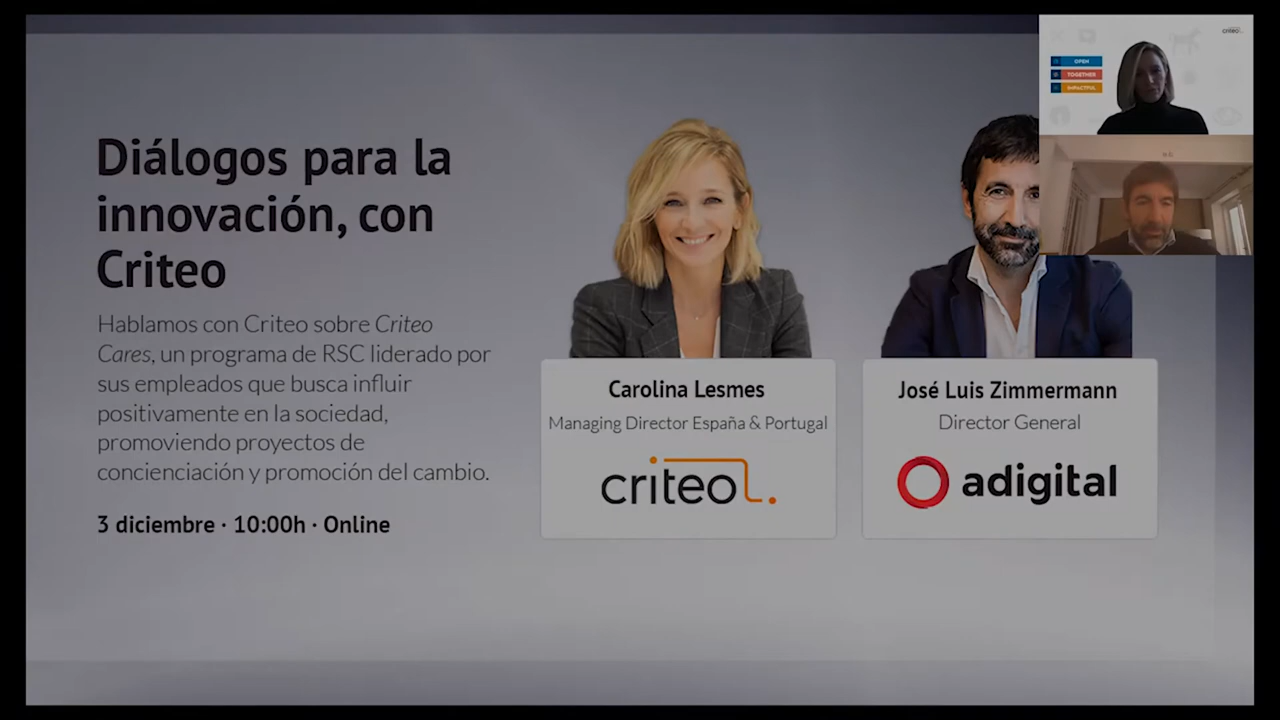 Diálogos para la
innovación, con
Criteo
Hablamos con Criteo sobre Criteo
Cares, un programa de RSC liderado por
sus empleados que busca influir
positivamente en la sociedad,
promoviendo proyectos de
concienciación y promoción del cambio.
3 diciembre · 10:00h · Online
Carolina Lesmes
Managing Director España & Portugal
criteo
José Luis Zimmermann
Director General
adigital
criteo
OPEN
TOGETHER
IMPACTFUL